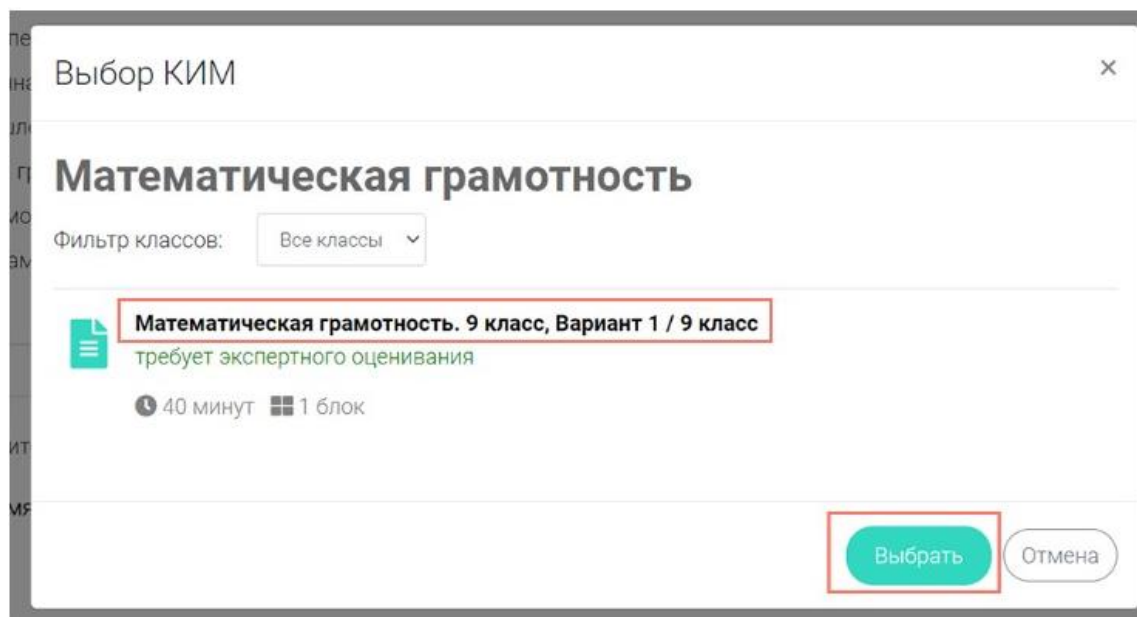 Выбор КИМ
×
Математическая грамотность
Фильтр классов: Все классы
Математическая грамотность. 9 класс, Вариант 1 / 9 класс
требует экспертного оценивания
40 минут 1 блок
Выбрать Отмена